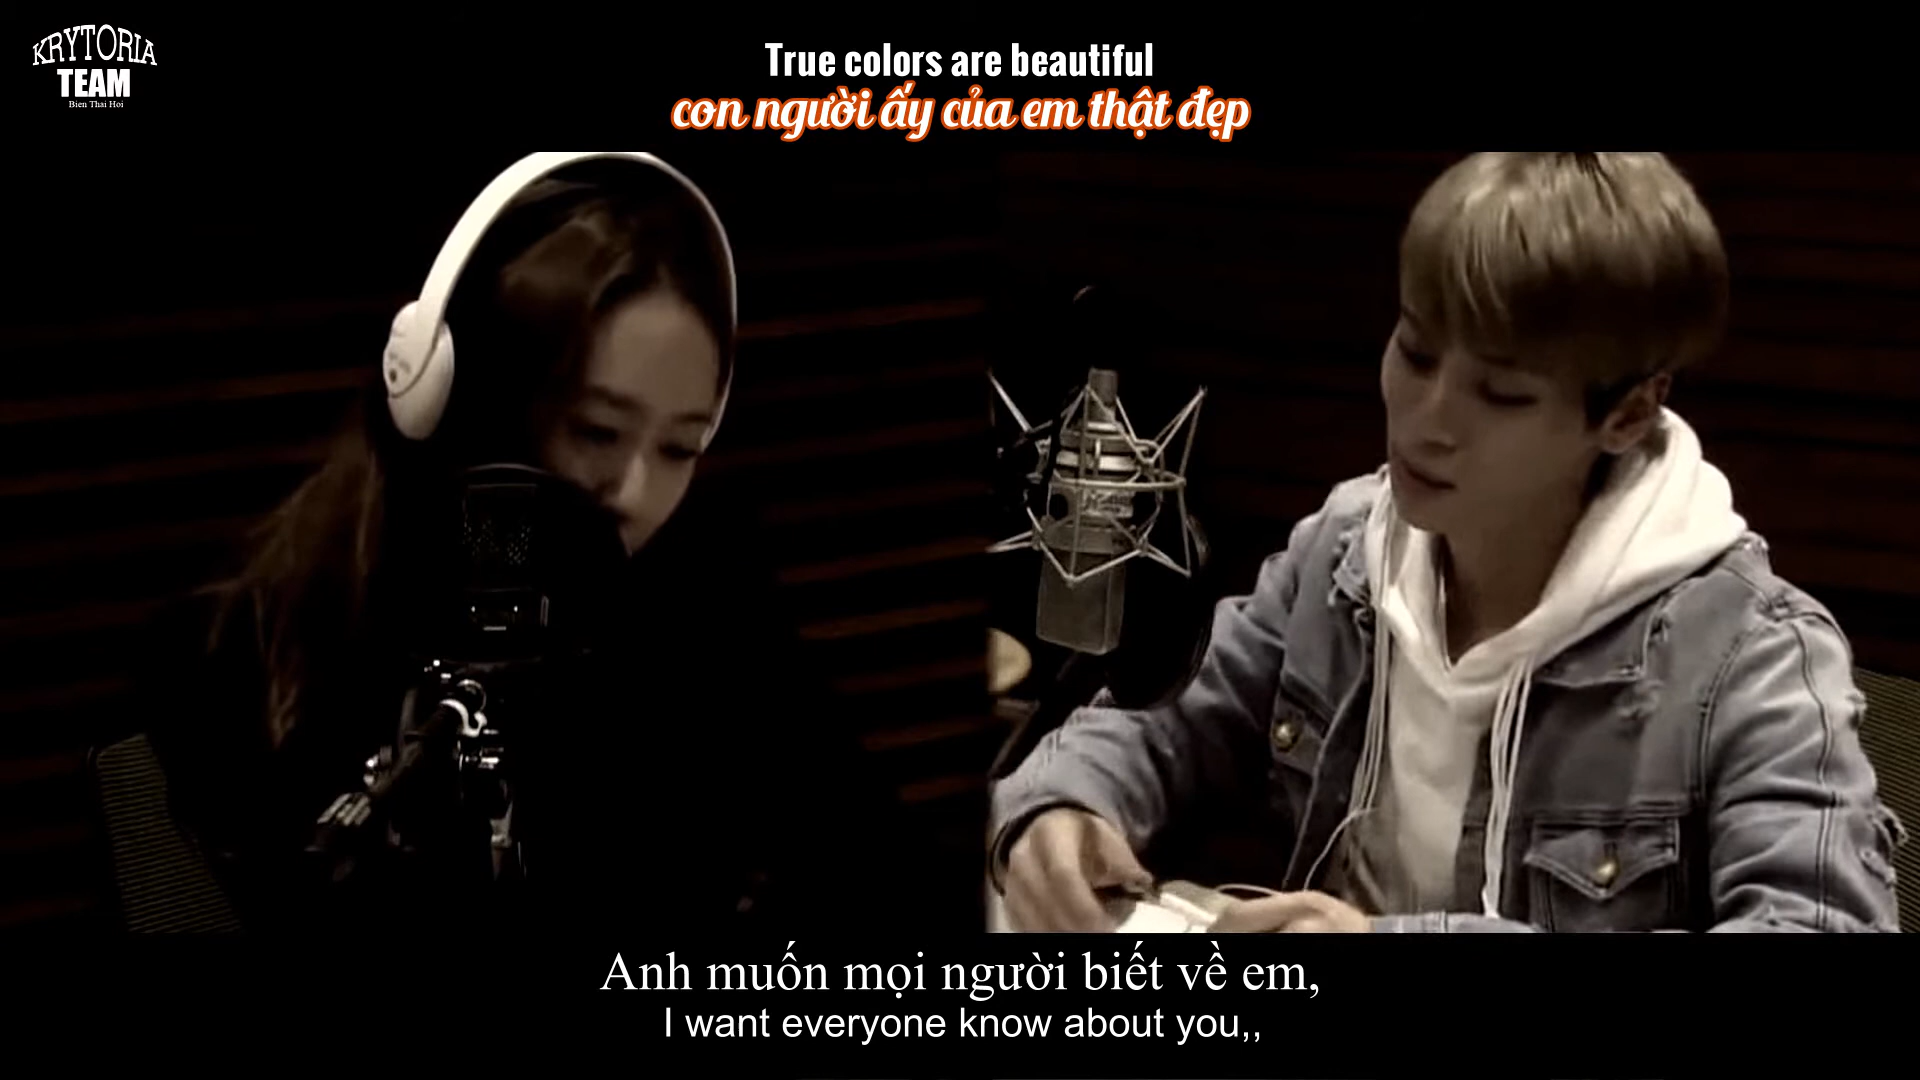 KRYTORIA
TEAM
Bien Thai Hoi
True colors are beautiful
con người ấy của em thật đẹp
Anh muốn mọi người biết về em,
I want everyone know about you,,